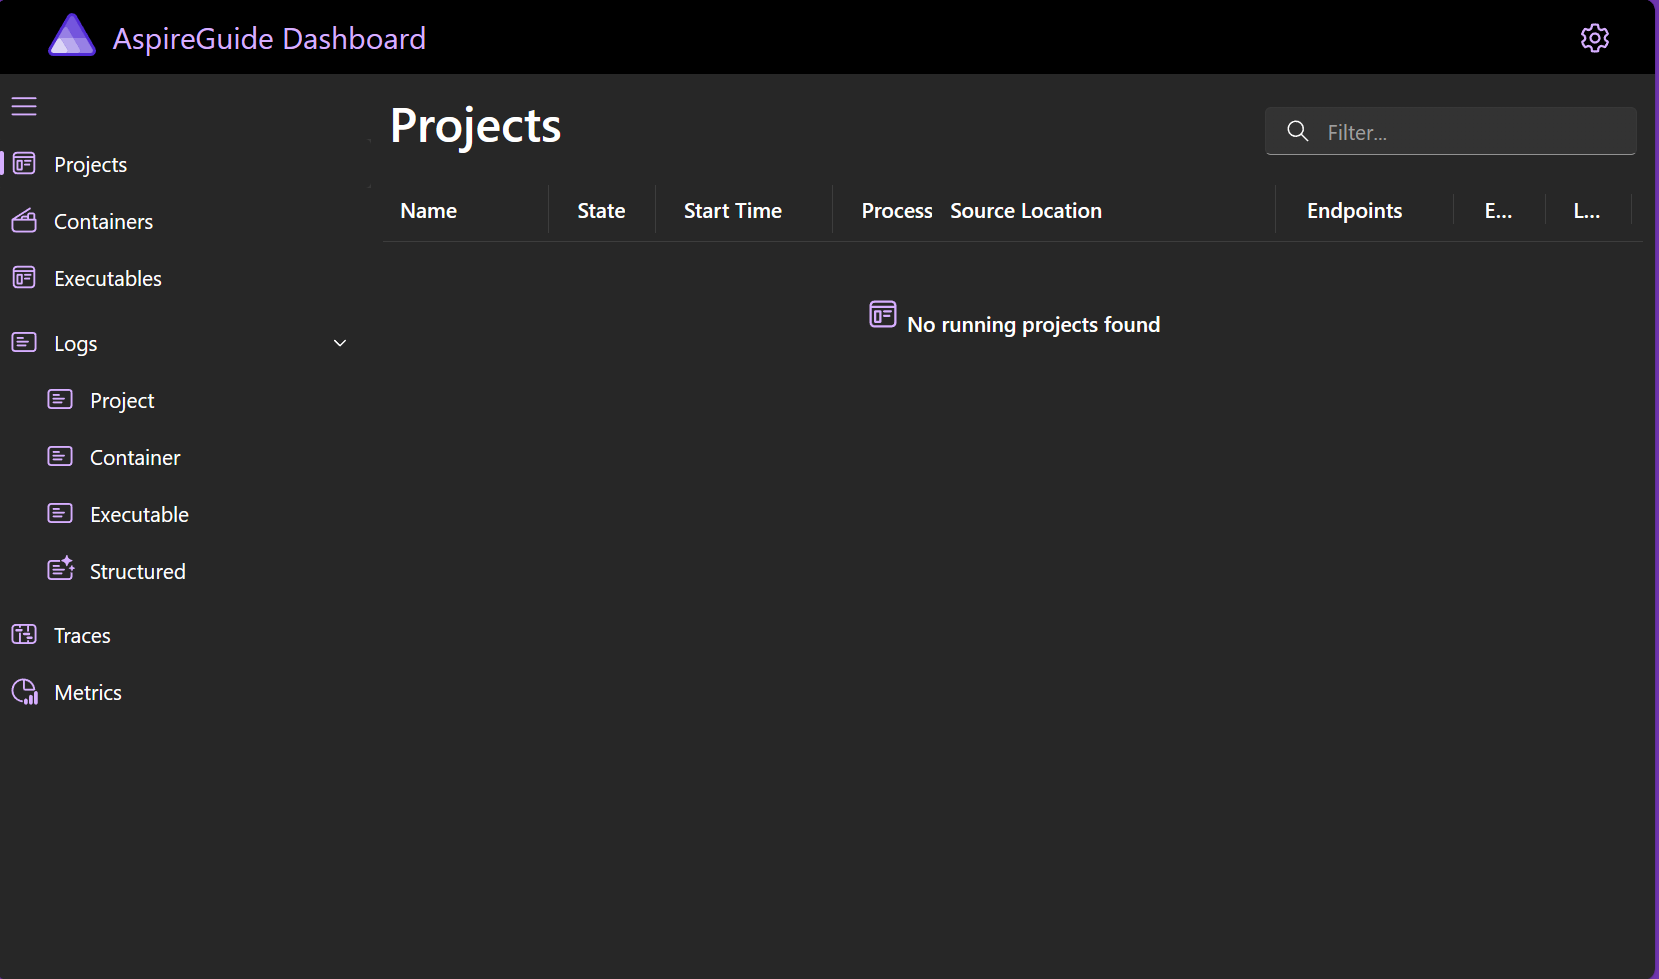 AspireGuide Dashboard
Projects
Containers
Executables
Logs
Project
Container
Executable
Structured
Traces
Metrics
Projects
Filter...
Name State Start Time Process Source Location Endpoints E... L...
No running projects found